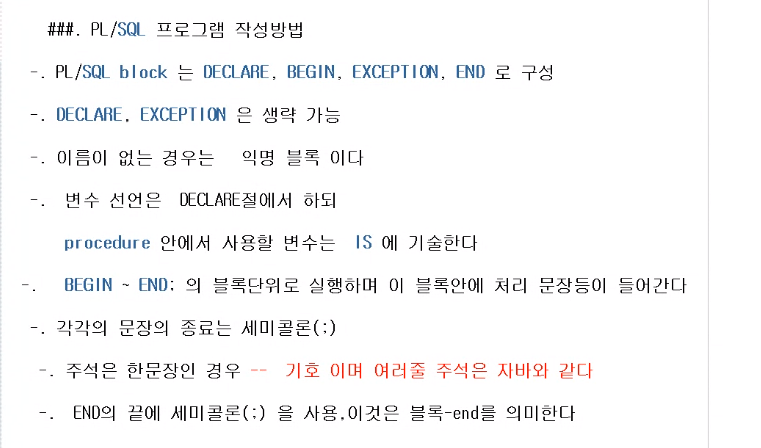 ###. PL/SQL 프로그램 작성방법
-. PL/SQL block 는 DECLARE, BEGIN, EXCEPTION, END 로 구성
-. DECLARE, EXCEPTION 은 생략 가능
-. 이름이 없는 경우는 익명 블록 이다
-. 변수 선언은 DECLARE절에서 하되
procedure 안에서 사용할 변수는 IS 에 기술한다
-. BEGIN ~ END; 의 블록단위로 실행하며 이 블록안에 처리 문장등이 들어간다
-. 각각의 문장의 종료는 세미콜론(;)
-. 주석은 한문장인 경우 -- 기호 이며 여러줄 주석은 자바와 같다
-. END의 끝에 세미콜론(;) 을 사용,이것은 블록-end를 의미한다